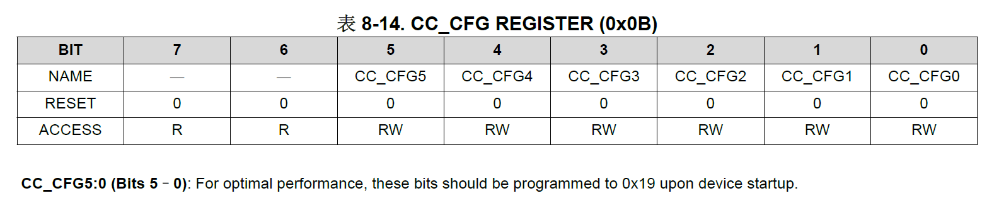 表 8-14. CC_CFG REGISTER (0x0B)
BIT 7 6 5 4 3 2 1 0
NAME — — CC_CFG5 CC_CFG4 CC_CFG3 CC_CFG2 CC_CFG1 CC_CFG0
RESET 0 0 0 0 0 0 0 0
ACCESS R R RW RW RW RW RW RW
CC_CFG5:0 (Bits 5 – 0): For optimal performance, these bits should be programmed to 0x19 upon device startup.